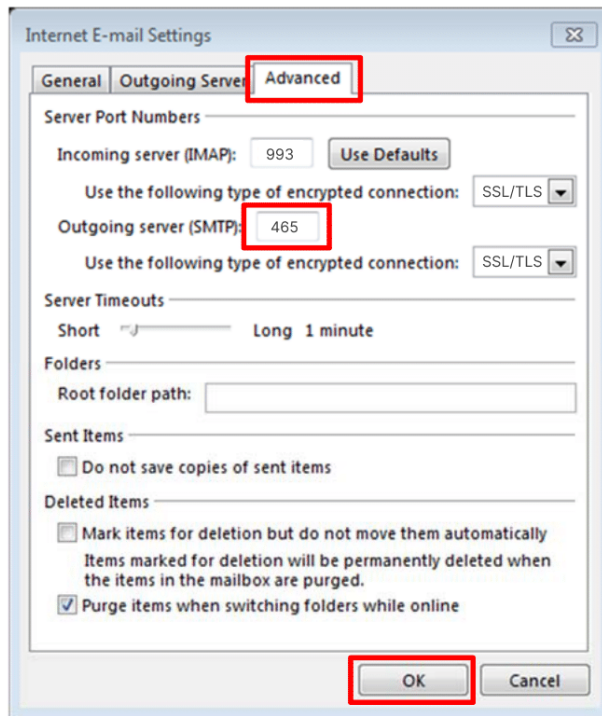 Internet E-mail Settings
General Outgoing Server Advanced
Server Port Numbers
Incoming server (IMAP): 993 Use Defaults
Use the following type of encrypted connection: SSL/TLS
Outgoing server (SMTP): 465
Use the following type of encrypted connection: SSL/TLS
Server Timeouts
Short Long 1 minute
Folders
Root folder path:
Sent Items
Do not save copies of sent items
Deleted Items
Mark items for deletion but do not move them automatically
Items marked for deletion will be permanently deleted when
the items in the mailbox are purged.
Purge items when switching folders while online
OK Cancel